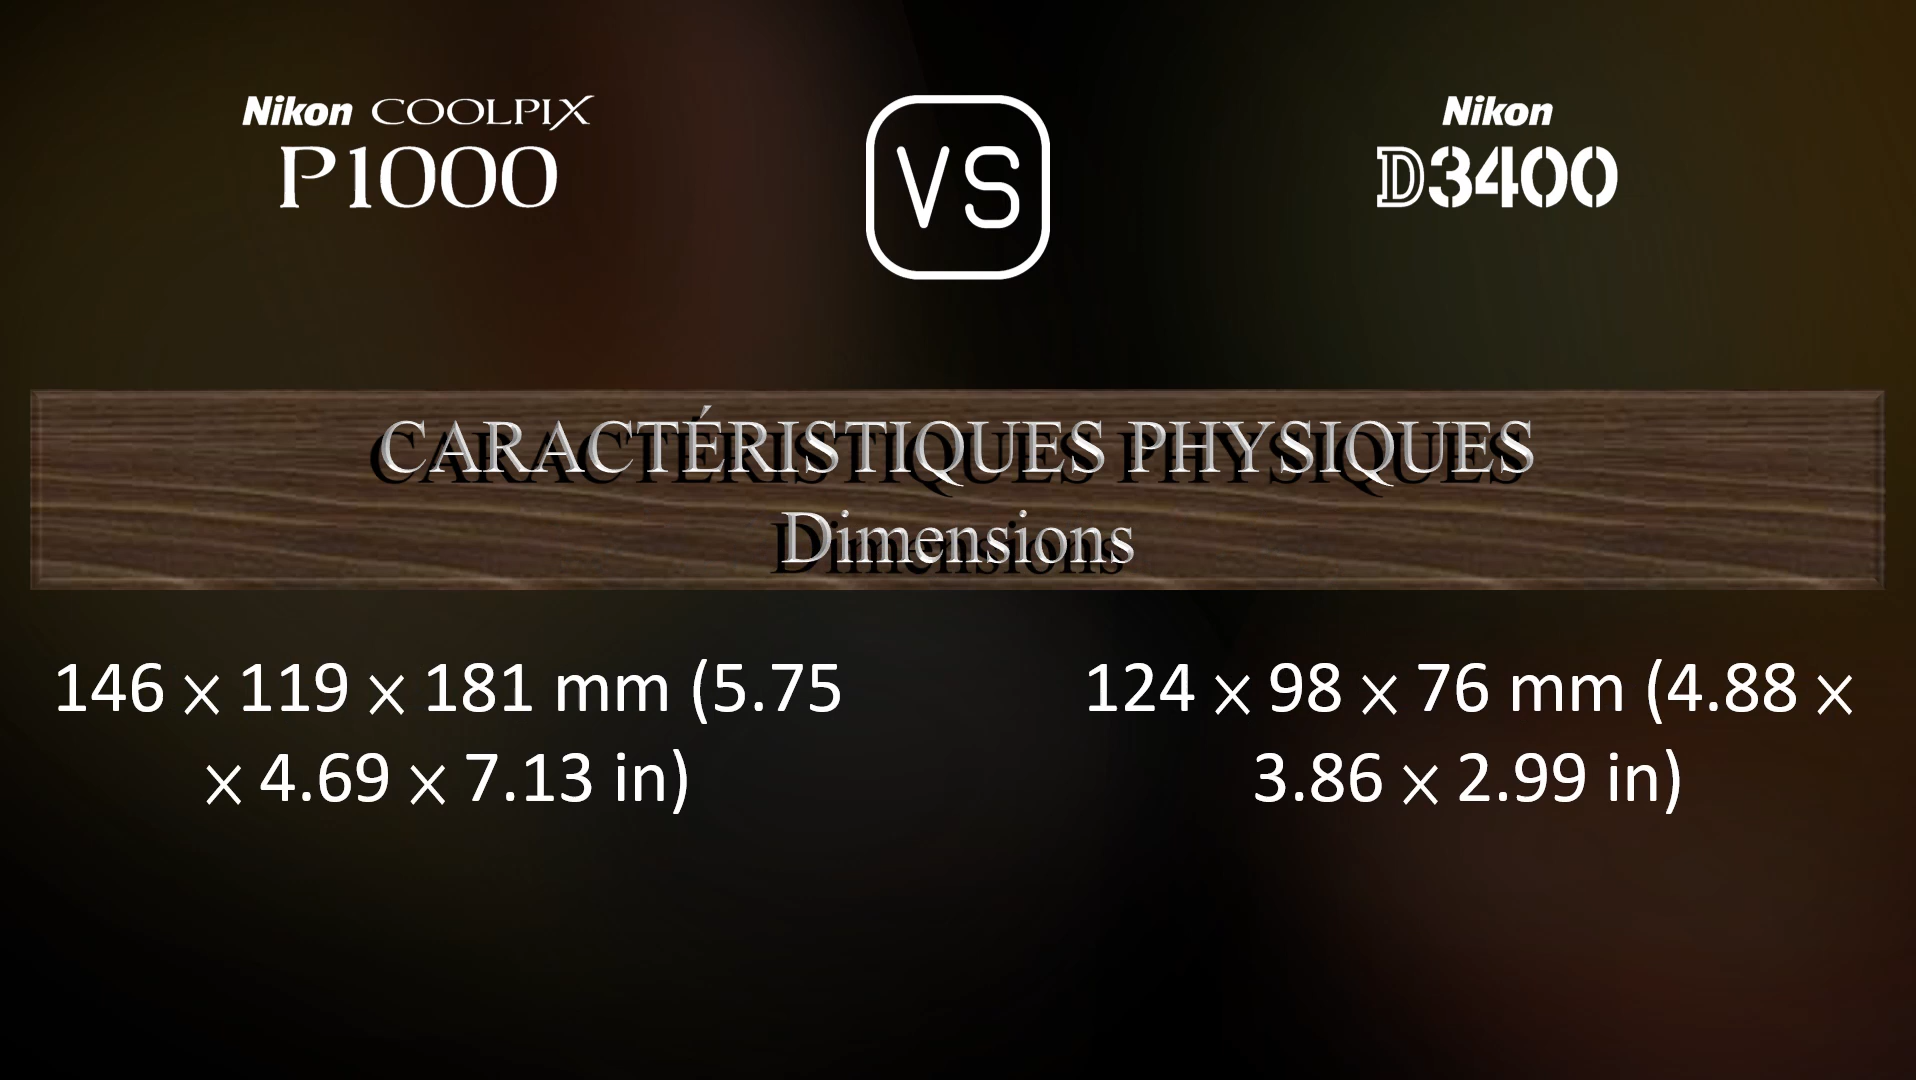 Nikon COOLPIX
P1000
VS
Nikon
D3400
CARACTÉRISTIQUES PHYSIQUES
Dimensions
146 x 119 x 181 mm (5.75
x 4.69 x 7.13 in)
124 x 98 x 76 mm (4.88 x
3.86 x 2.99 in)